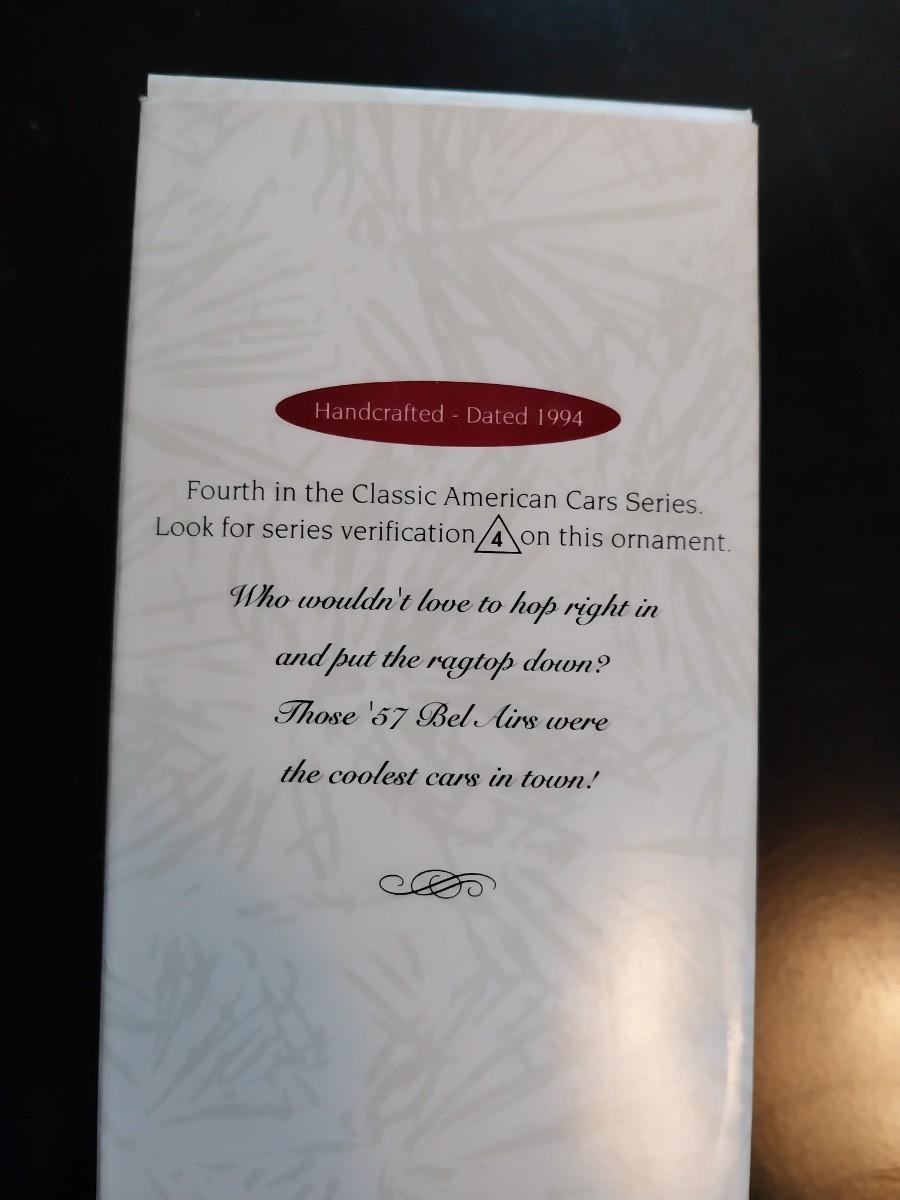 Handcrafted - Dated 1994
Fourth in the Classic American Cars Series.
Look for series verification 4 on this ornament.
Who wouldn't love to hop right in
and put the ragtop down?
Those '57 Bel Airs were
the coolest cars in town!